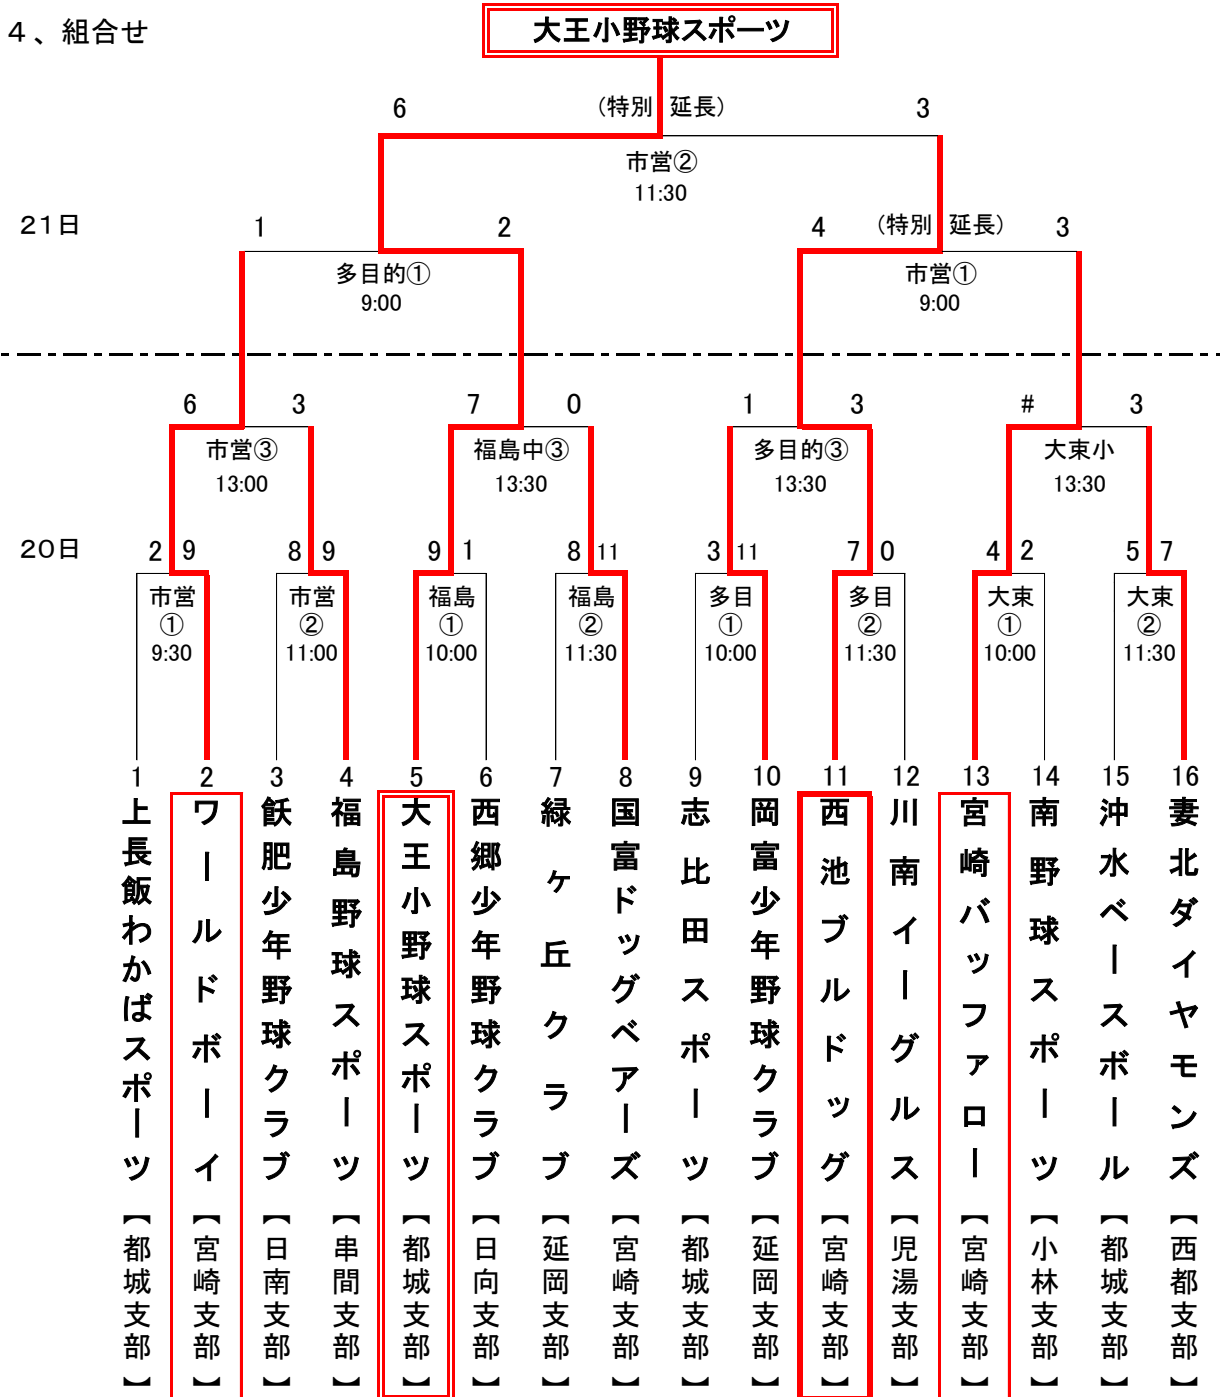 4、組合せ
大王小野球スポーツ
6 (特別 延長) 3
市営②
11:30
21日 1 2 4 (特別 延長) 3
多目的① 市営①
9:00 9:00
6 3 7 0 1 3 # 3
市営③ 福島中③ 多目的③ 大束小
13:00 13:30 13:30 13:30
20日 2 9 8 9 9 1 8 11 3 11 7 0 4 2 5 7
市営 市営 福島 福島 多目 多目 大束 大束
① ② ① ② ① ② ① ②
9:30 11:00 10:00 11:30 10:00 11:30 10:00 11:30
1 2 3 4 5 6 7 8 9 10 11 12 13 14 15 16
上長飯わかばスポーツ【都城支部】
ワールドボーイ【宮崎支部】
飫肥少年野球クラブ【日南支部】
福島野球スポーツ【串間支部】
大王小野球スポーツ【都城支部】
西郷少年野球クラブ【日向支部】
緑ヶ丘クラブ【延岡支部】
国富ドッグベアーズ【宮崎支部】
志比田スポーツ【都城支部】
岡富少年野球クラブ【延岡支部】
西池ブルドッグ【宮崎支部】
川南イーグルス【児湯支部】
宮崎バッファロー【宮崎支部】
南野球スポーツ【小林支部】
沖水ベースボール【都城支部】
妻北ダイヤモンズ【西都支部】